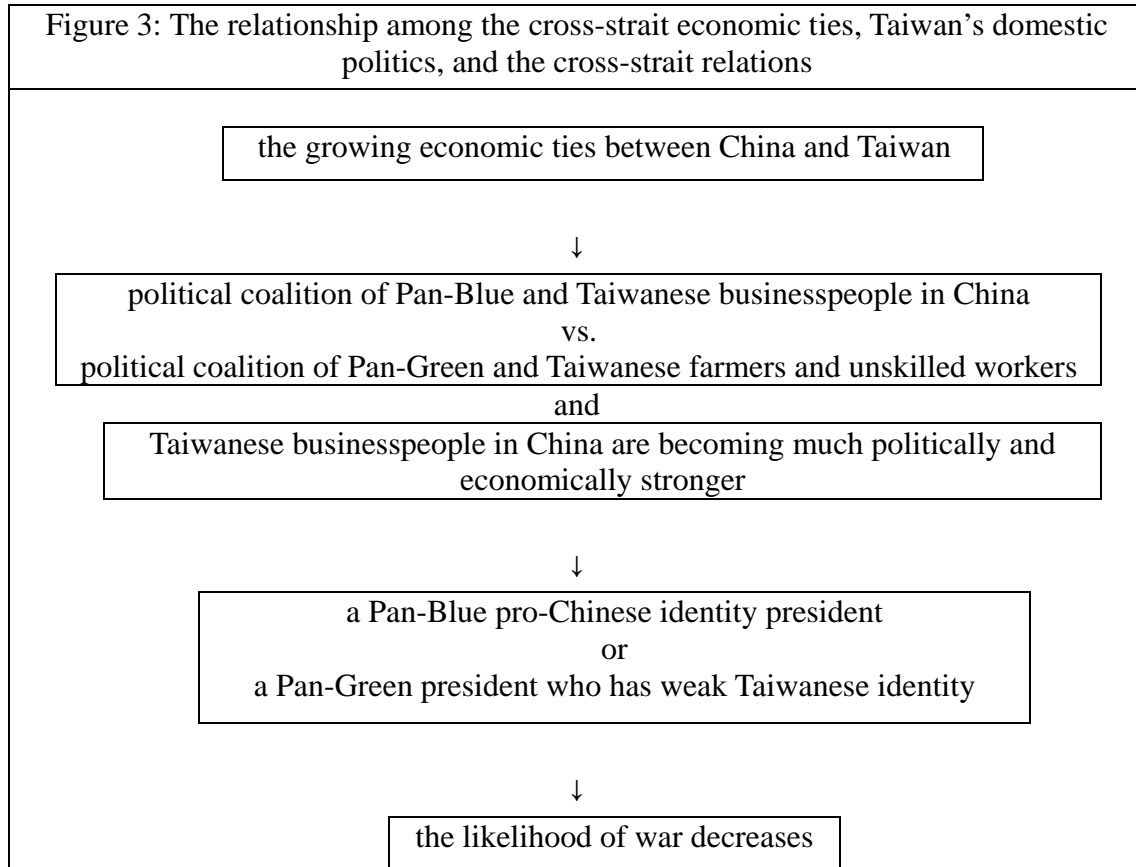 Figure 3: The relationship among the cross-strait economic ties, Taiwan’s domestic
politics, and the cross-strait relations
the growing economic ties between China and Taiwan
↓
political coalition of Pan-Blue and Taiwanese businesspeople in China
vs.
political coalition of Pan-Green and Taiwanese farmers and unskilled workers
and
Taiwanese businesspeople in China are becoming much politically and
economically stronger
↓
a Pan-Blue pro-Chinese identity president
or
a Pan-Green president who has weak Taiwanese identity
↓
the likelihood of war decreases